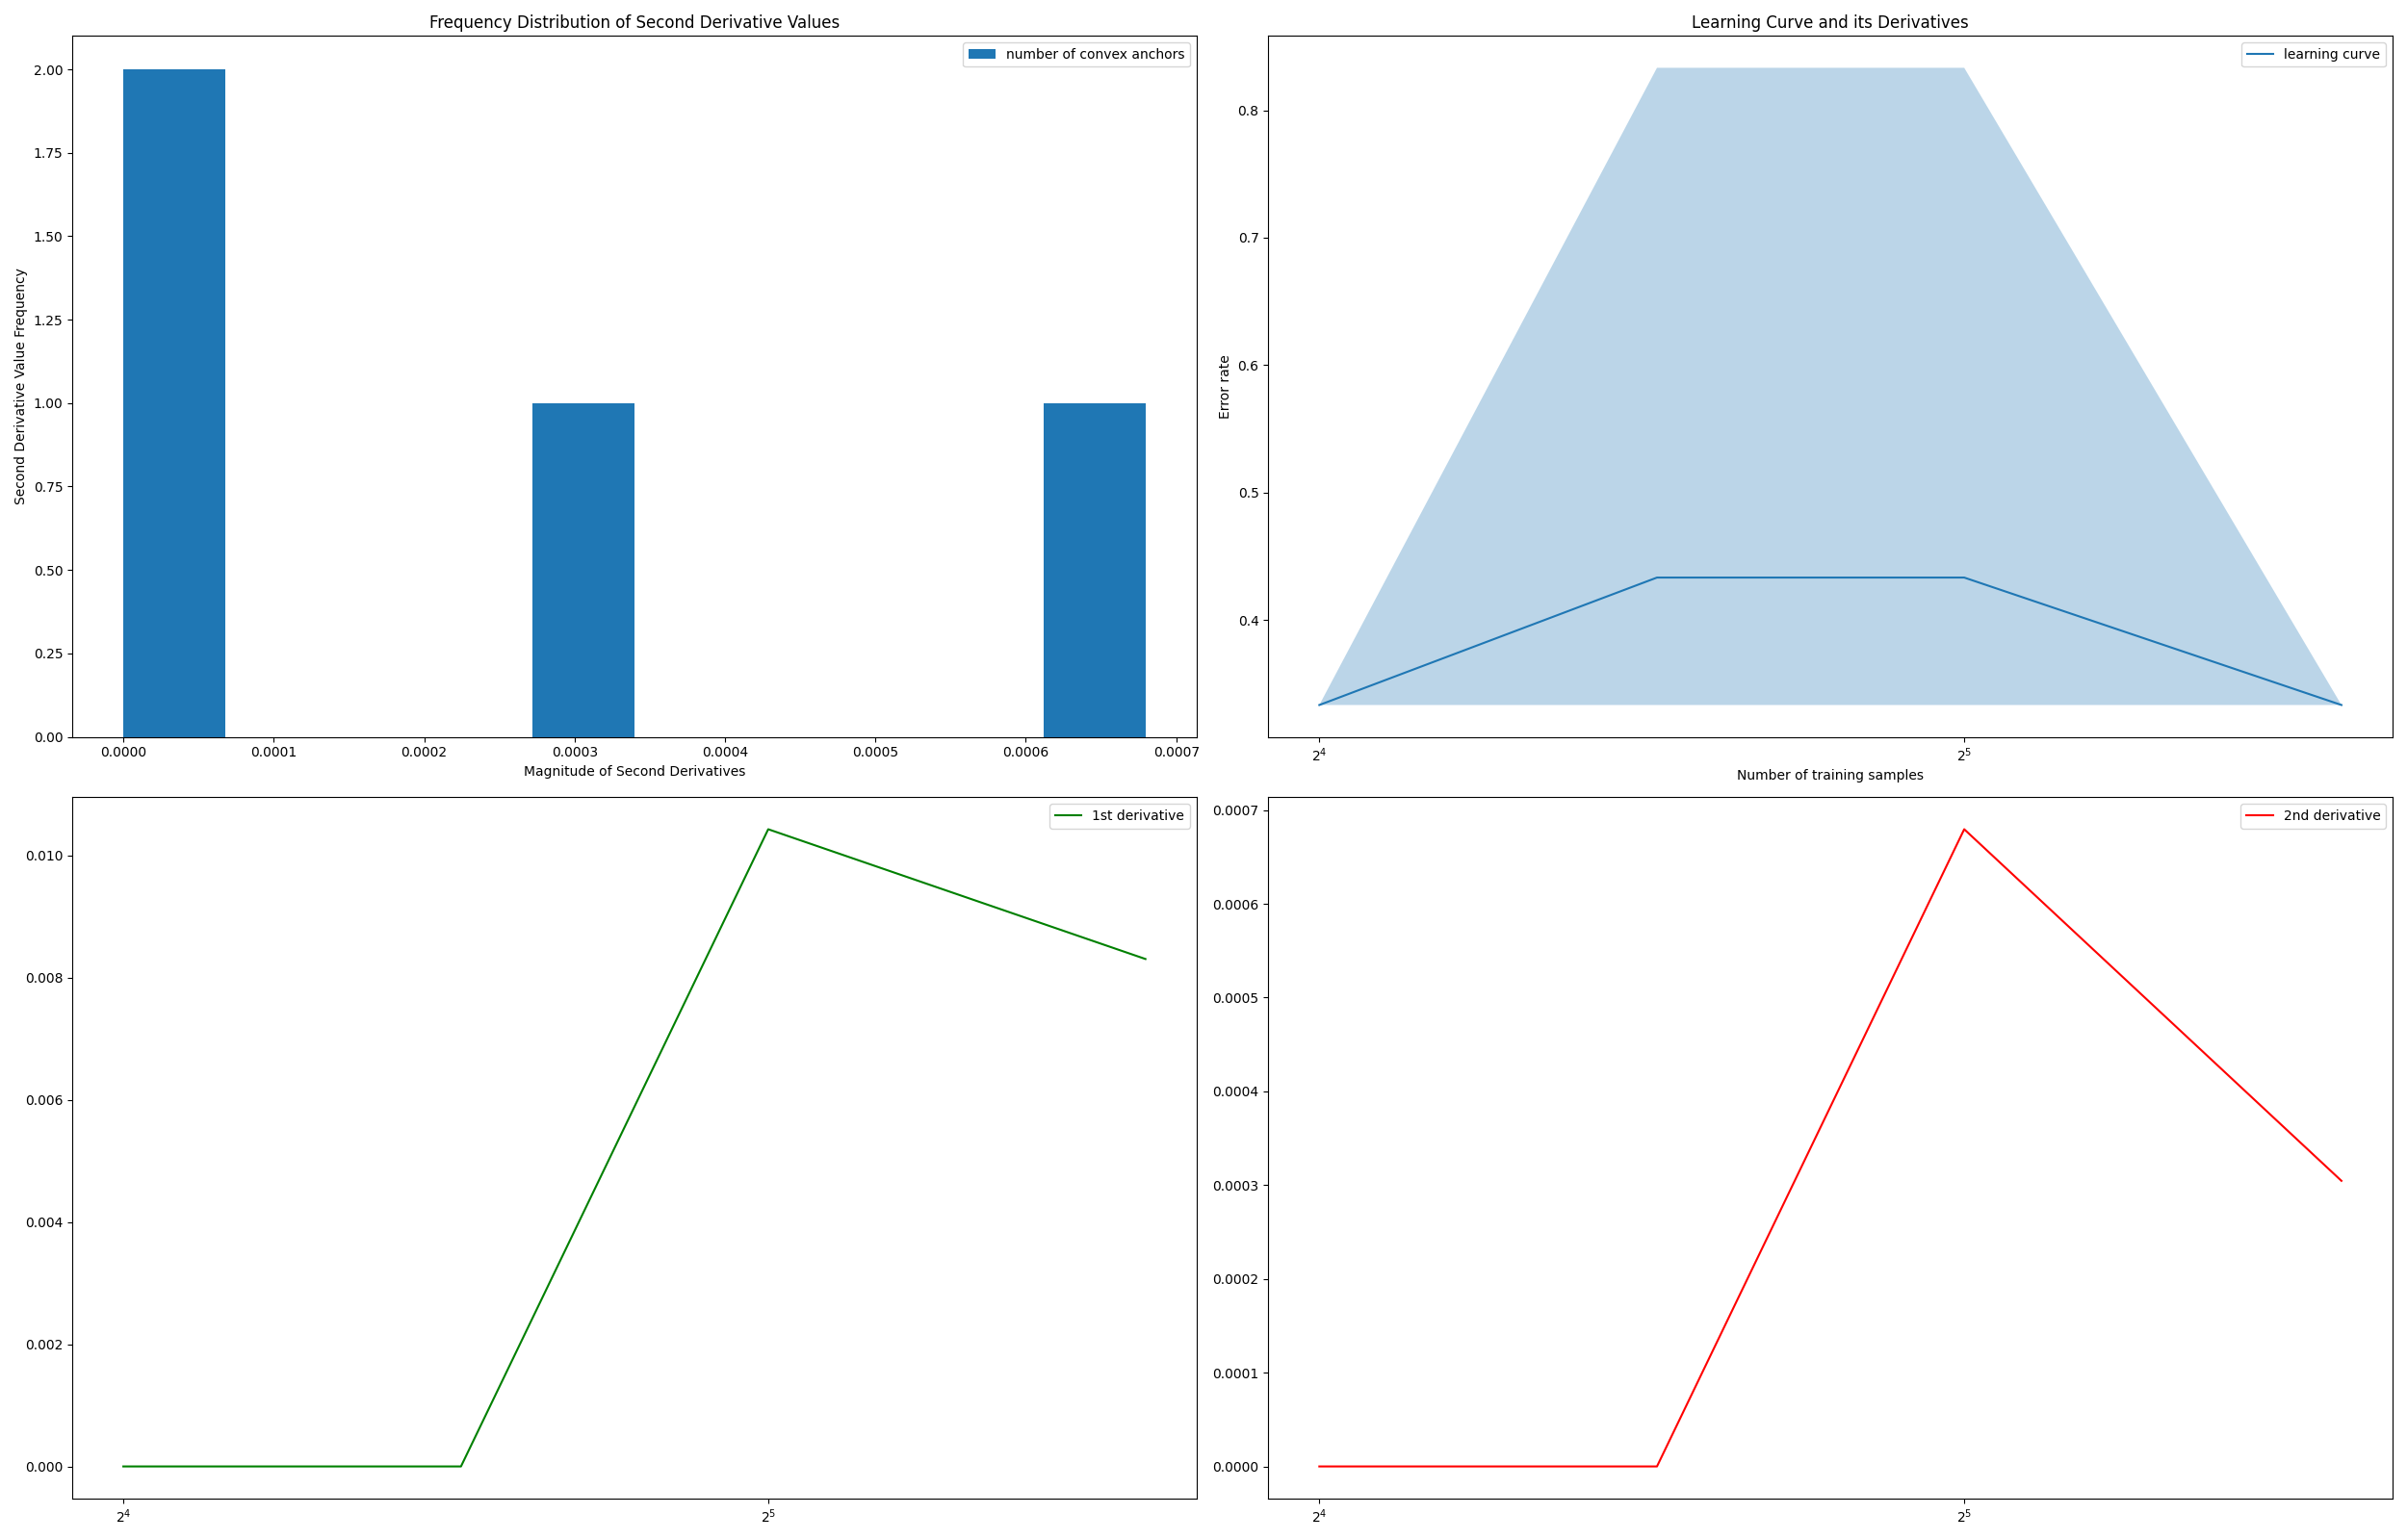 Frequency Distribution of Second Derivative Values
number of convex anchors
2.00
1.75
1.50
1.25
1.00
0.75
0.50
0.25
0.00
Second Derivative Value Frequency
0.0000 0.0001 0.0002 0.0003 0.0004 0.0005 0.0006 0.0007
Magnitude of Second Derivatives
Learning Curve and its Derivatives
learning curve
0.8
0.7
0.6
0.5
0.4
Error rate
2⁴ 2⁵
Number of training samples
1st derivative
0.010
0.008
0.006
0.004
0.002
0.000
2⁴ 2⁵
2nd derivative
0.0007
0.0006
0.0005
0.0004
0.0003
0.0002
0.0001
0.0000
2⁴ 2⁵